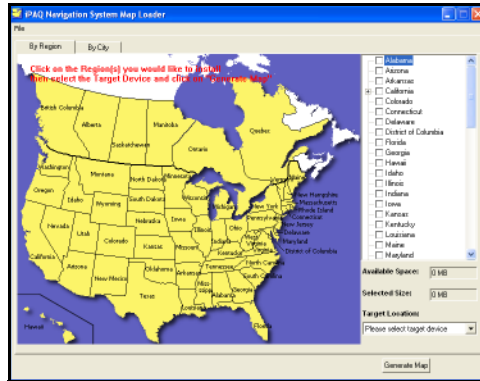 iPAQ Navigation System Map Loader
File
By Region
By City
Click on the Region(s) you would like to install
then select the Target Device and click on "Generate Map"
British Columbia
Alberta
Saskatchewan
Manitoba
Ontario
Quebec
Washington
Montana
North Dakota
Minnesota
Oregon
Idaho
Wyoming
South Dakota
Wisconsin
Michigan
New York
Vermont
Maine
New Hampshire
Massachusetts
Rhode Island
Connecticut
New Jersey
Delaware
Maryland
District of Columbia
Nevada
Utah
Colorado
Nebraska
Iowa
Illinois
Indiana
Ohio
Pennsylvania
West Virginia
Virginia
California
Arizona
New Mexico
Kansas
Missouri
Kentucky
Oklahoma
Arkansas
Tennessee
North Carolina
South Carolina
Texas
Louisiana
Missis-
sippi
Alabama
Georgia
Florida
Hawaii
Alabama
Arizona
Arkansas
California
Colorado
Connecticut
Delaware
District of Columbia
Florida
Georgia
Hawaii
Idaho
Illinois
Indiana
Iowa
Kansas
Kentucky
Louisiana
Maine
Maryland
Available Space:
0 MB
Selected Size:
0 MB
Target Location:
Please select target device
Generate Map